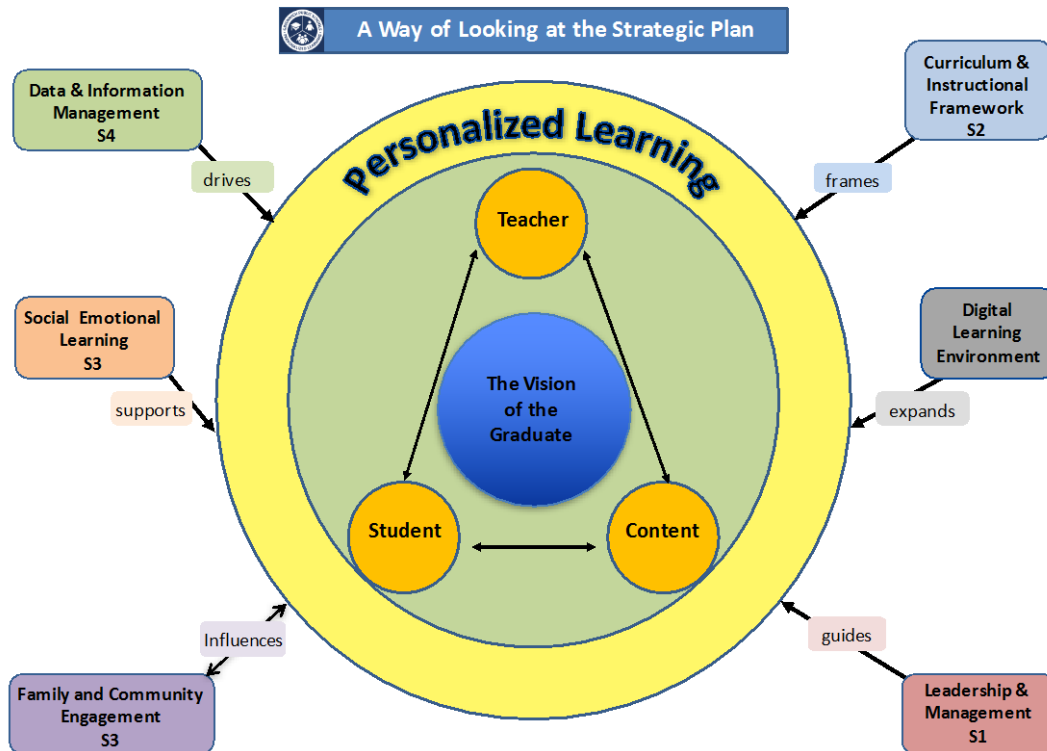 A Way of Looking at the Strategic Plan
Data & Information
Management
S4
drives
Curriculum &
Instructional
Framework
S2
frames
Personalized Learning
Teacher
Social Emotional
Learning
S3
supports
The Vision
of the
Graduate
Digital
Learning
Environment
expands
Student
Content
Influences
guides
Family and Community
Engagement
S3
Leadership &
Management
S1